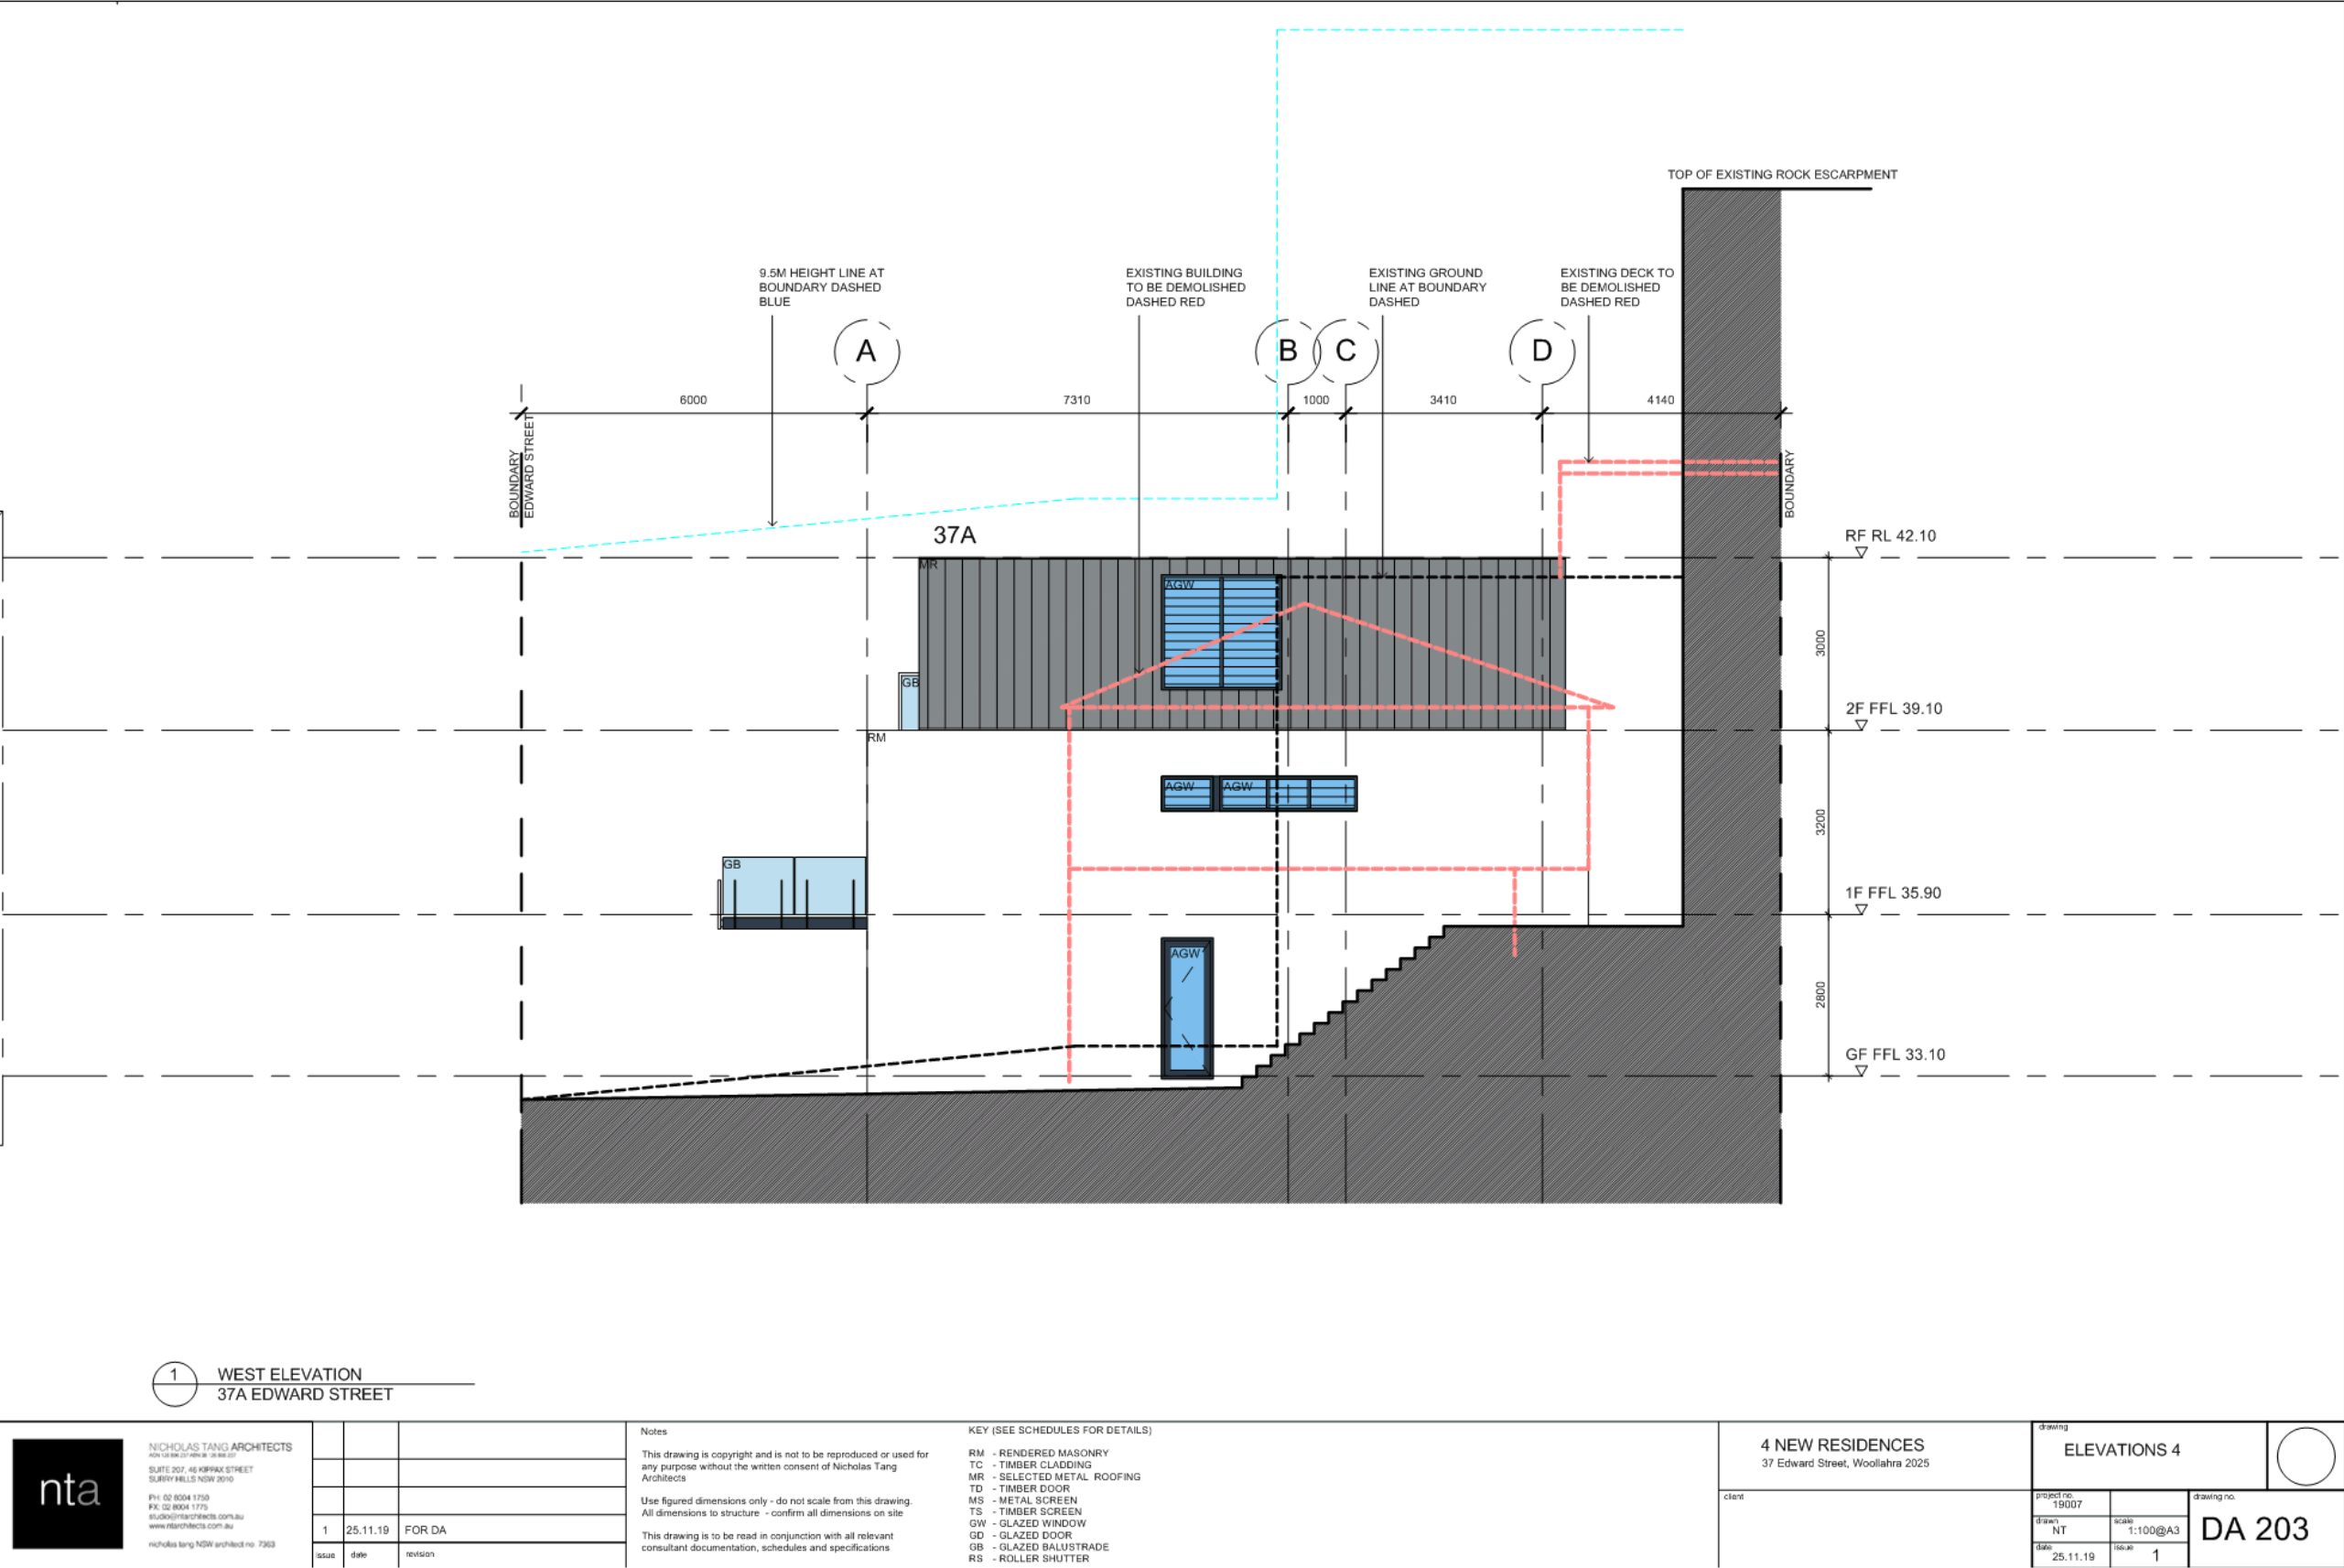 TOP OF EXISTING ROCK ESCARPMENT
9.5M HEIGHT LINE AT
BOUNDARY DASHED
BLUE
EXISTING BUILDING
TO BE DEMOLISHED
DASHED RED
EXISTING GROUND
LINE AT BOUNDARY
DASHED
EXISTING DECK TO
BE DEMOLISHED
DASHED RED
A
B
C
D
6000
7310
1000
3410
4140
BOUNDARY
EDWARD STREET
BOUNDARY
37A
RF RL 42.10
MR
AGW
3000
GB
2F FFL 39.10
RM
AGW
AGW
3200
GB
1F FFL 35.90
AGW
2800
GF FFL 33.10
1
WEST ELEVATION
37A EDWARD STREET
nta
NICHOLAS TANG ARCHITECTS
SUITE 207, 46 KIPPAX STREET
SURRY HILLS NSW 2010
PH: 02 8004 1750
FX: 02 8004 1775
studio@ntarchitects.com.au
www.ntarchitects.com.au
nicholas tang NSW architect no. 7363
1 25.11.19 FOR DA
issue date revision
Notes
This drawing is copyright and is not to be reproduced or used for
any purpose without the written consent of Nicholas Tang
Architects
Use figured dimensions only - do not scale from this drawing.
All dimensions to structure - confirm all dimensions on site
This drawing is to be read in conjunction with all relevant
consultant documentation, schedules and specifications
KEY (SEE SCHEDULES FOR DETAILS)
RM - RENDERED MASONRY
TC - TIMBER CLADDING
MR - SELECTED METAL ROOFING
TD - TIMBER DOOR
MS - METAL SCREEN
TS - TIMBER SCREEN
GW - GLAZED WINDOW
GD - GLAZED DOOR
GB - GLAZED BALUSTRADE
RS - ROLLER SHUTTER
4 NEW RESIDENCES
37 Edward Street, Woollahra 2025
client
drawing
ELEVATIONS 4
project no.
19007
drawn
NT
scale
1:100@A3
date
25.11.19
issue
1
drawing no.
DA 203